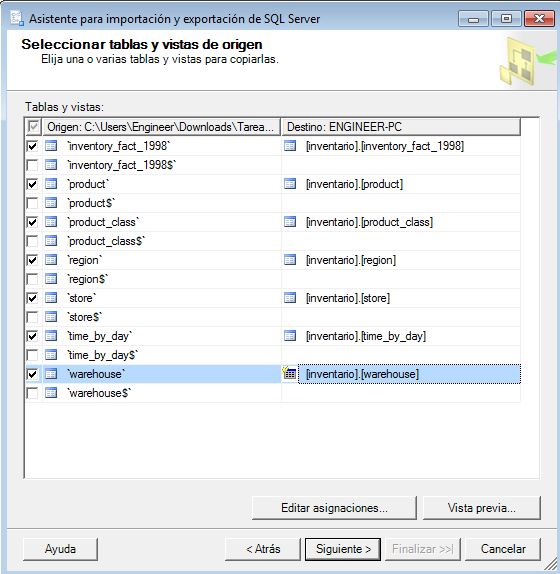 Asistente para importación y exportación de SQL Server
Seleccionar tablas y vistas de origen
Elija una o varias tablas y vistas para copiarlas.
Tablas y vistas:
Origen: C:\Users\Engineer\Downloads\Tarea... Destino: ENGINEER-PC
`inventory_fact_1998` [inventario].[inventory_fact_1998]
`inventory_fact_1998$`
`product` [inventario].[product]
`product$`
`product_class` [inventario].[product_class]
`product_class$`
`region` [inventario].[region]
`region$`
`store` [inventario].[store]
`store$`
`time_by_day` [inventario].[time_by_day]
`time_by_day$`
`warehouse` [inventario].[warehouse]
`warehouse$`
Editar asignaciones... Vista previa...
Ayuda < Atrás Siguiente > Finalizar >>| Cancelar